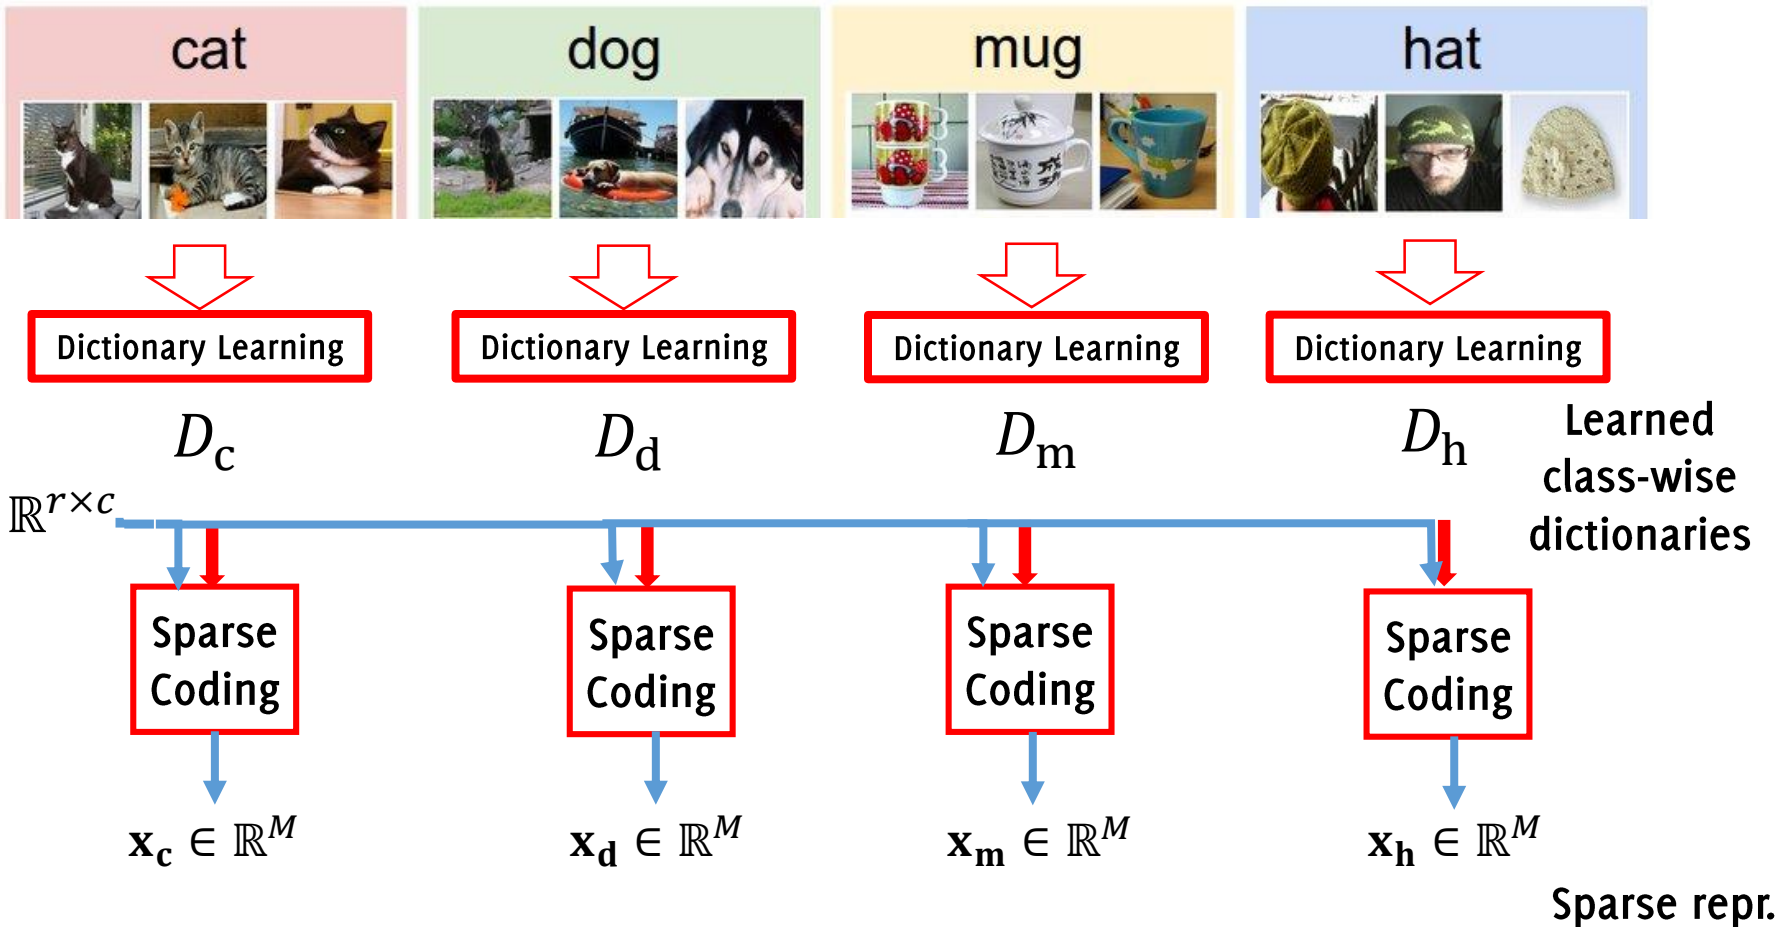 cat dog mug hat
Dictionary Learning Dictionary Learning Dictionary Learning Dictionary Learning
D_c D_d D_m D_h
Learned
class-wise
dictionaries
ℝ^{r×c}
Sparse Sparse Sparse Sparse
Coding Coding Coding Coding
x_c ∈ ℝ^M x_d ∈ ℝ^M x_m ∈ ℝ^M x_h ∈ ℝ^M
Sparse repr.